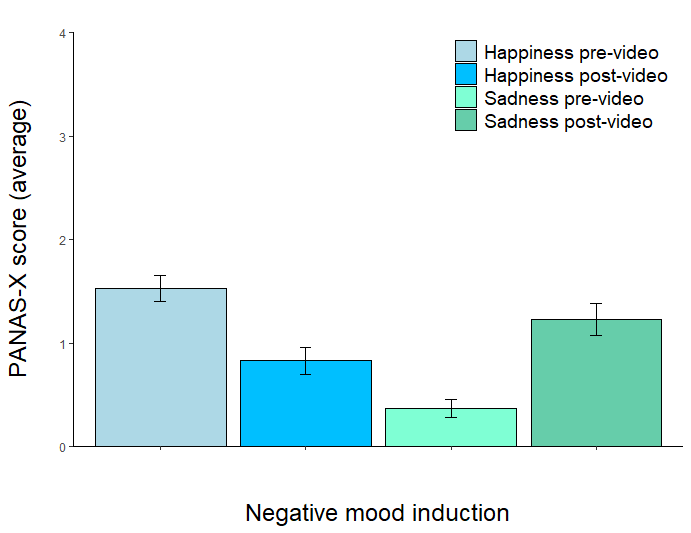 4
3
2
1
0
PANAS-X score (average)
Happiness pre-video
Happiness post-video
Sadness pre-video
Sadness post-video
Negative mood induction